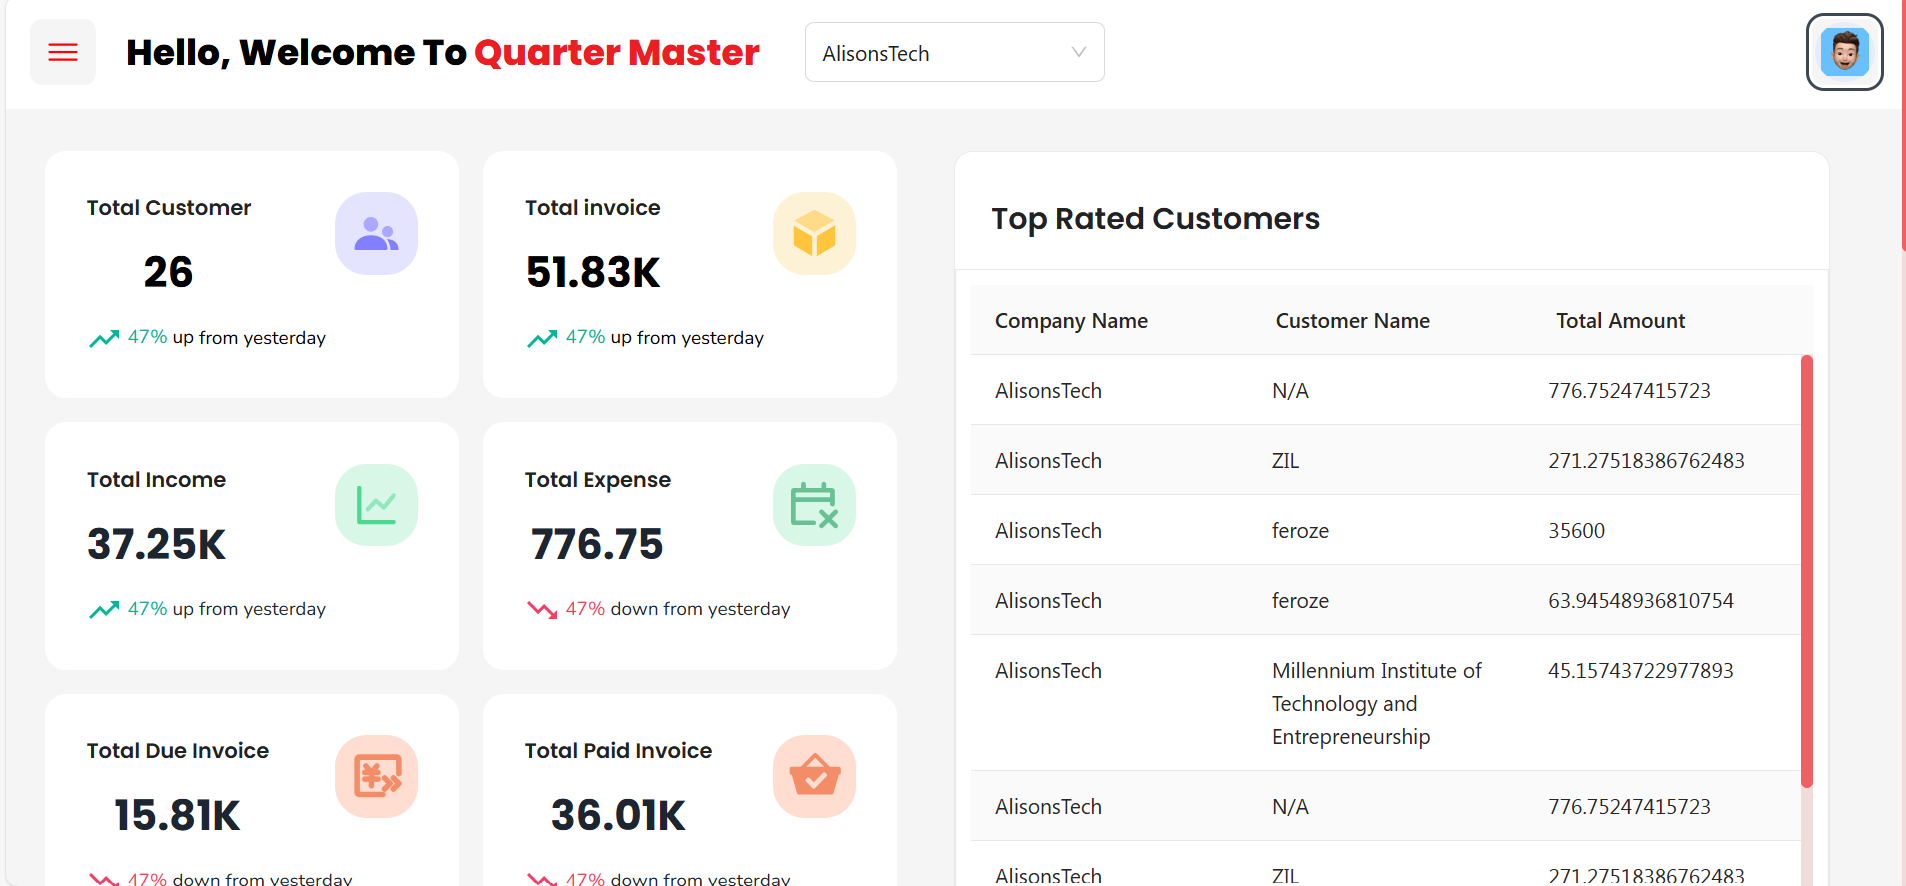 Hello, Welcome To Quarter Master
AlisonsTech
Total Customer
26
47% up from yesterday
Total invoice
51.83K
47% up from yesterday
Total Income
37.25K
47% up from yesterday
Total Expense
776.75
47% down from yesterday
Total Due Invoice
15.81K
47% down from yesterday
Total Paid Invoice
36.01K
47% down from yesterday
Top Rated Customers
Company Name Customer Name Total Amount
AlisonsTech N/A 776.75247415723
AlisonsTech ZIL 271.27518386762483
AlisonsTech feroze 35600
AlisonsTech feroze 63.94548936810754
AlisonsTech Millennium Institute of 45.15743722977893
Technology and
Entrepreneurship
AlisonsTech N/A 776.75247415723
AlisonsTech ZIL 271.27518386762483